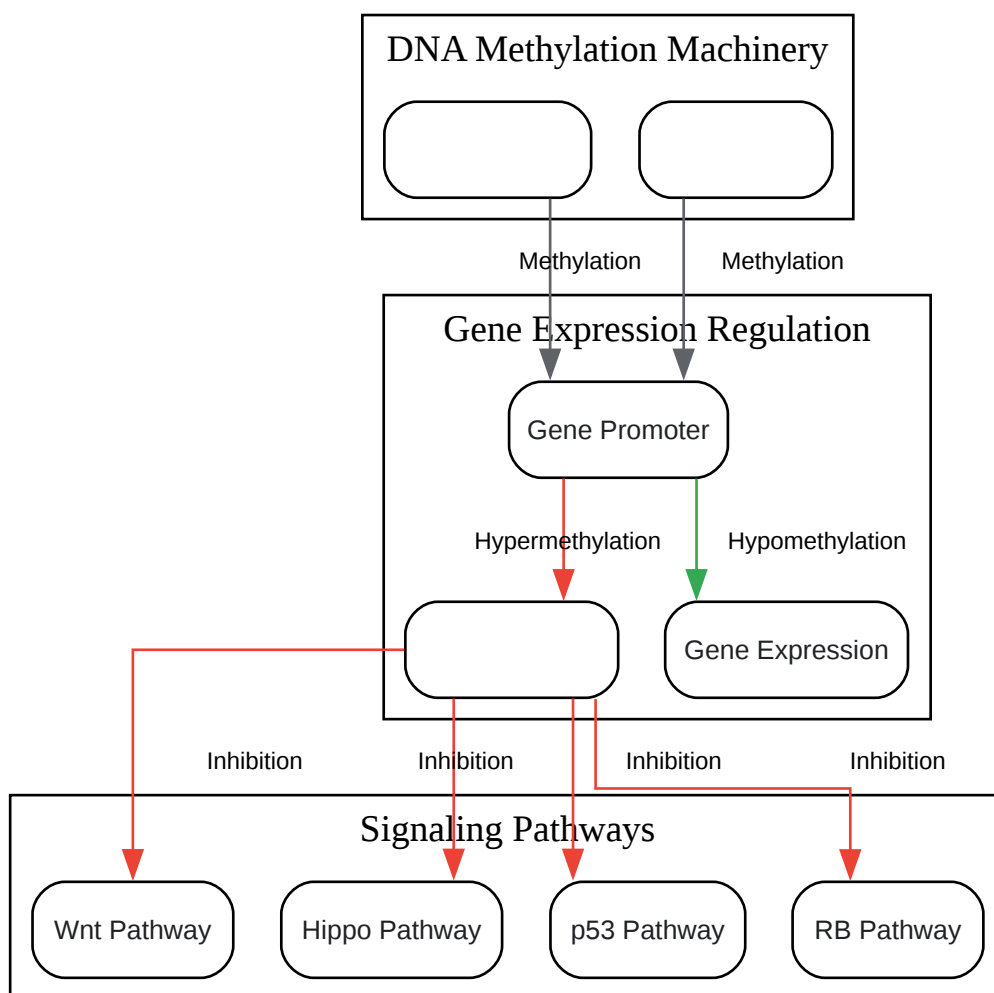 DNA Methylation Machinery
Methylation
Methylation
Gene Expression Regulation
Gene Promoter
Hypermethylation
Hypomethylation
Gene Expression
Inhibition
Inhibition
Inhibition
Inhibition
Signaling Pathways
Wnt Pathway
Hippo Pathway
p53 Pathway
RB Pathway